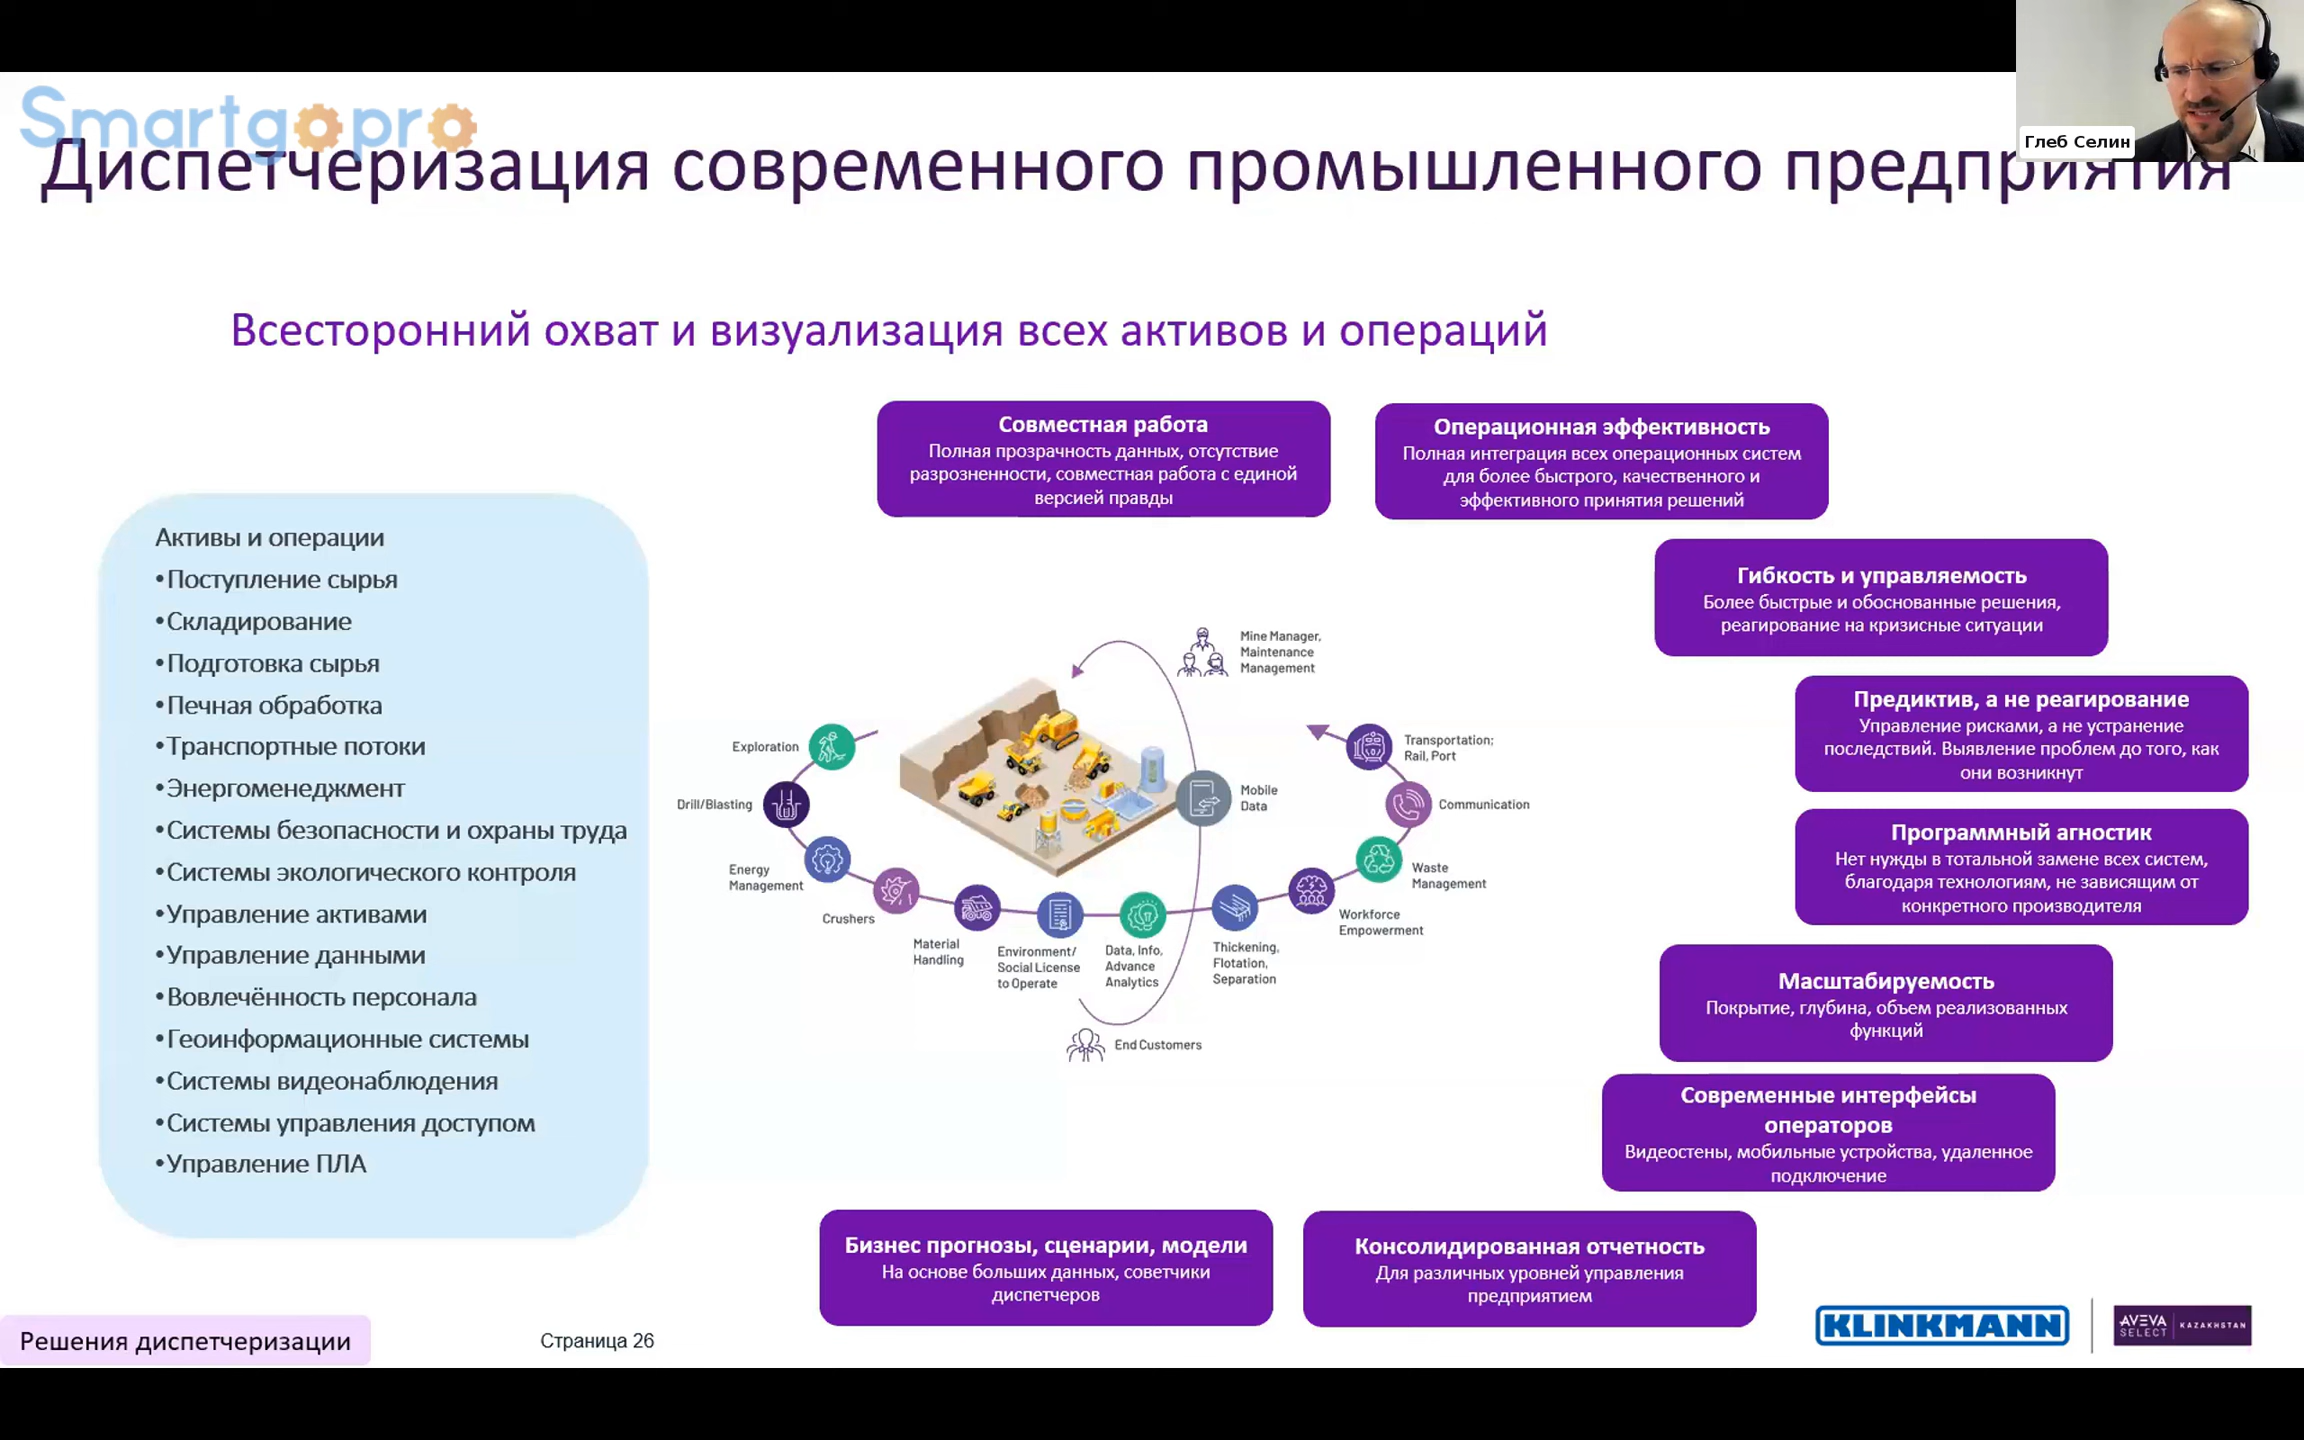 Smartgopro
Глеб Селин
Диспетчеризация современного промышленного предприятия
Всесторонний охват и визуализация всех активов и операций
Активы и операции
•Поступление сырья
•Складирование
•Подготовка сырья
•Печная обработка
•Транспортные потоки
•Энергоменеджмент
•Системы безопасности и охраны труда
•Системы экологического контроля
•Управление активами
•Управление данными
•Вовлечённость персонала
•Геоинформационные системы
•Системы видеонаблюдения
•Системы управления доступом
•Управление ПЛА
Совместная работа
Полная прозрачность данных, отсутствие
разрозненности, совместная работа с единой
версией правды
Операционная эффективность
Полная интеграция всех операционных систем
для более быстрого, качественного и
эффективного принятия решений
Гибкость и управляемость
Более быстрые и обоснованные решения,
реагирование на кризисные ситуации
Предиктив, а не реагирование
Управление рисками, а не устранение
последствий. Выявление проблем до того, как
они возникнут
Программный агностик
Нет нужды в тотальной замене всех систем,
благодаря технологиям, не зависящим от
конкретного производителя
Масштабируемость
Покрытие, глубина, объем реализованных
функций
Современные интерфейсы
операторов
Видеостены, мобильные устройства, удаленное
подключение
Консолидированная отчетность
Для различных уровней управления
предприятием
Бизнес прогнозы, сценарии, модели
На основе больших данных, советчики
диспетчеров
Mine Manager,
Maintenance
Management
Exploration
Drill/Blasting
Energy
Management
Crushers
Material
Handling
Environment/
Social License
to Operate
Data, Info,
Advance
Analytics
Thickening,
Flotation,
Separation
Workforce
Empowerment
Waste
Management
Communication
Transportation;
Rail, Port
Mobile
Data
End Customers
Решения диспетчеризации
Страница 26
KLINKMANN
AVEVA
SELECT
KAZAKHSTAN